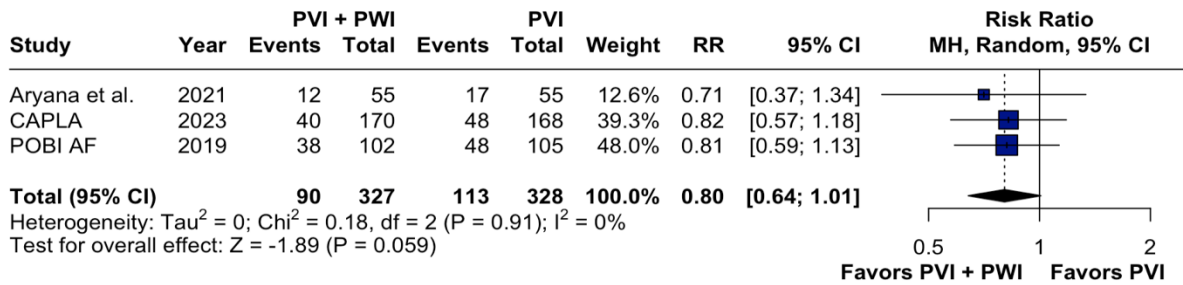 PVI + PWI PVI Risk Ratio
Study Year Events Total Events Total Weight RR 95% CI MH, Random, 95% CI
Aryana et al. 2021 12 55 17 55 12.6% 0.71 [0.37; 1.34]
CAPLA 2023 40 170 48 168 39.3% 0.82 [0.57; 1.18]
POBI AF 2019 38 102 48 105 48.0% 0.81 [0.59; 1.13]
Total (95% CI) 90 327 113 328 100.0% 0.80 [0.64; 1.01]
Heterogeneity: Tau² = 0; Chi² = 0.18, df = 2 (P = 0.91); I² = 0%
Test for overall effect: Z = -1.89 (P = 0.059)
0.5 1 2
Favors PVI + PWI Favors PVI